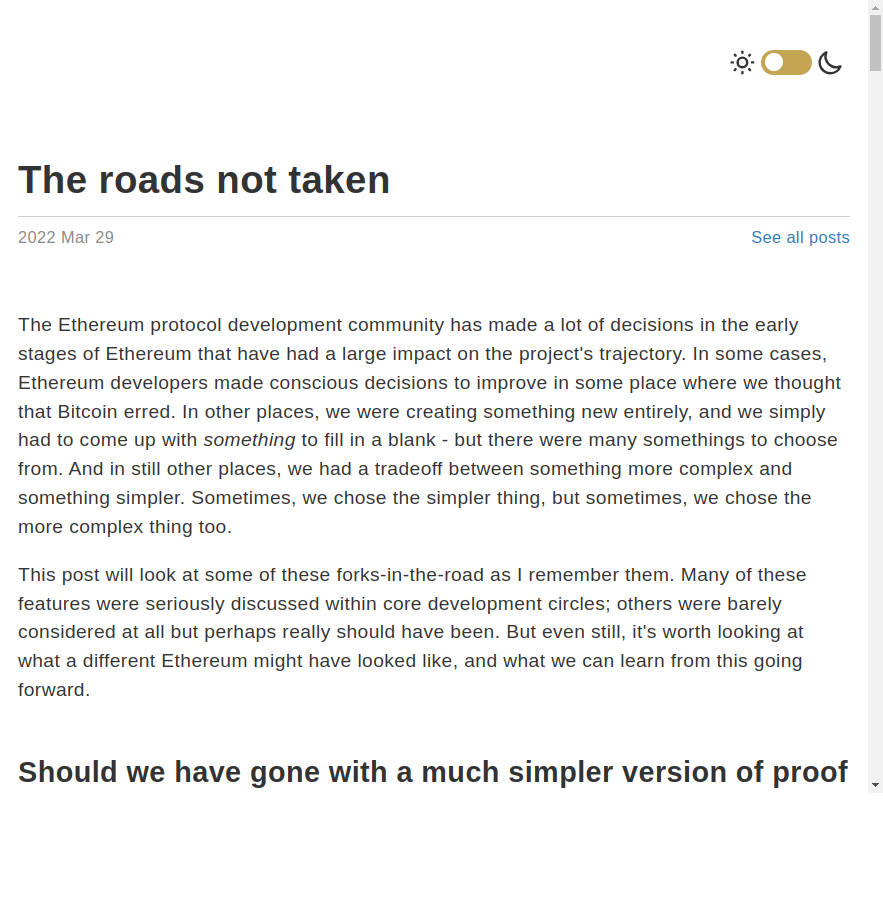 The roads not taken
2022 Mar 29
See all posts
The Ethereum protocol development community has made a lot of decisions in the early
stages of Ethereum that have had a large impact on the project's trajectory. In some cases,
Ethereum developers made conscious decisions to improve in some place where we thought
that Bitcoin erred. In other places, we were creating something new entirely, and we simply
had to come up with something to fill in a blank - but there were many somethings to choose
from. And in still other places, we had a tradeoff between something more complex and
something simpler. Sometimes, we chose the simpler thing, but sometimes, we chose the
more complex thing too.
This post will look at some of these forks-in-the-road as I remember them. Many of these
features were seriously discussed within core development circles; others were barely
considered at all but perhaps really should have been. But even still, it's worth looking at
what a different Ethereum might have looked like, and what we can learn from this going
forward.
Should we have gone with a much simpler version of proof